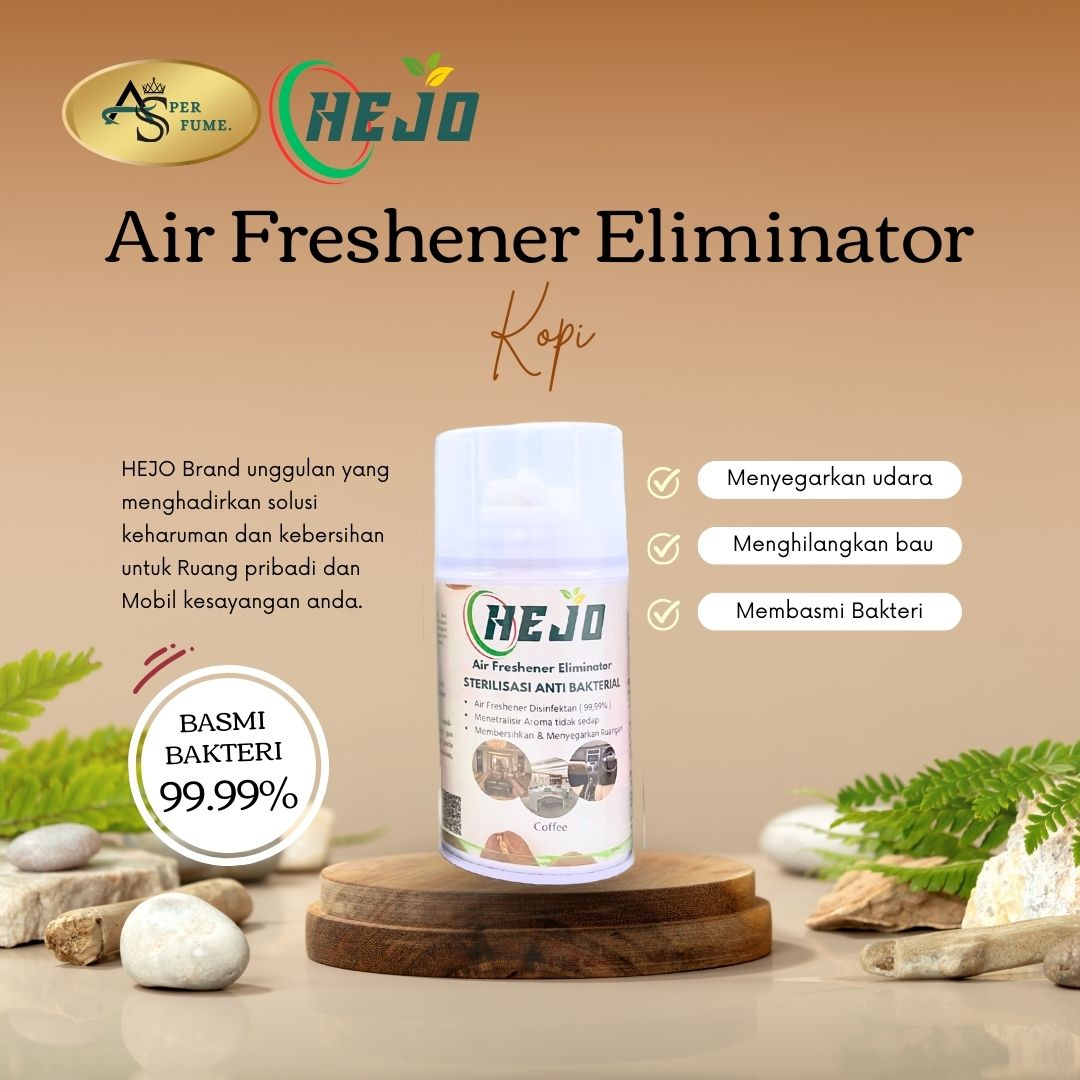 AS PER
FUME.
HEJO
Air Freshener Eliminator
Kopi
HEJO Brand unggulan yang
menghadirkan solusi
keharuman dan kebersihan
untuk Ruang pribadi dan
Mobil kesayangan anda.
BASMI
BAKTERI
99.99%
HEJO
Air Freshener Eliminator
STERILISASI ANTI BAKTERIAL
• Air Freshener Disinfektan ( 99,99% )
• Menetralisir Aroma tidak sedap
• Membersihkan & Menyegarkan Ruangan
Coffee
Menyegarkan udara
Menghilangkan bau
Membasmi Bakteri